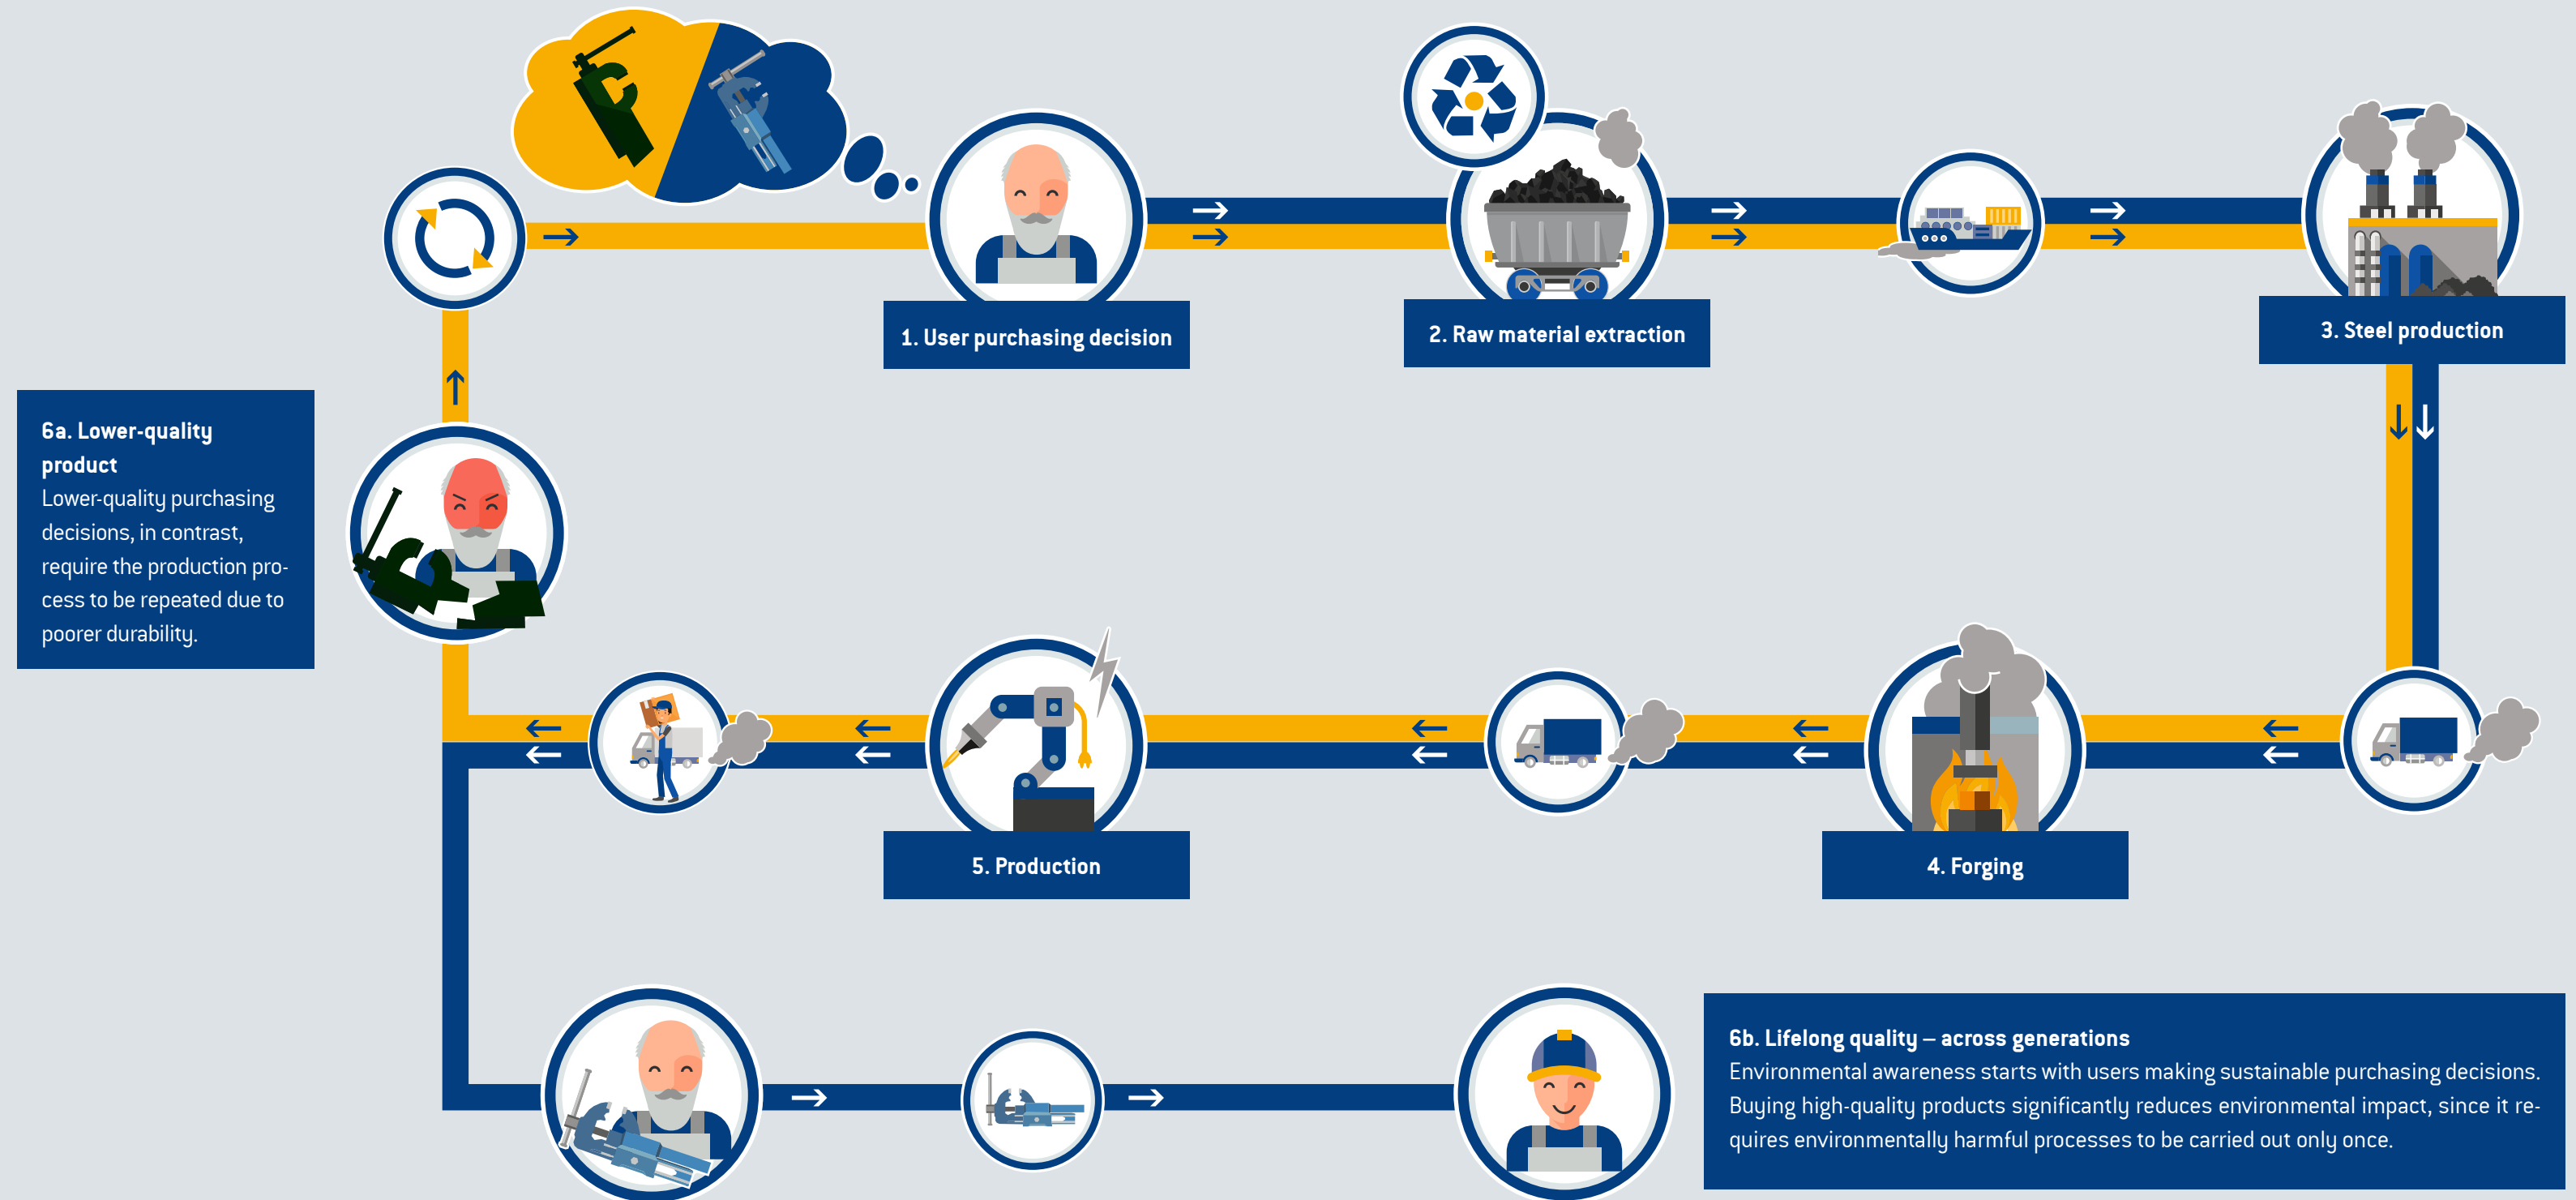 1. User purchasing decision
2. Raw material extraction
3. Steel production
6a. Lower-quality
product
Lower-quality purchasing
decisions, in contrast,
require the production pro-
cess to be repeated due to
poorer durability.
5. Production
4. Forging
6b. Lifelong quality – across generations
Environmental awareness starts with users making sustainable purchasing decisions.
Buying high-quality products significantly reduces environmental impact, since it re-
quires environmentally harmful processes to be carried out only once.